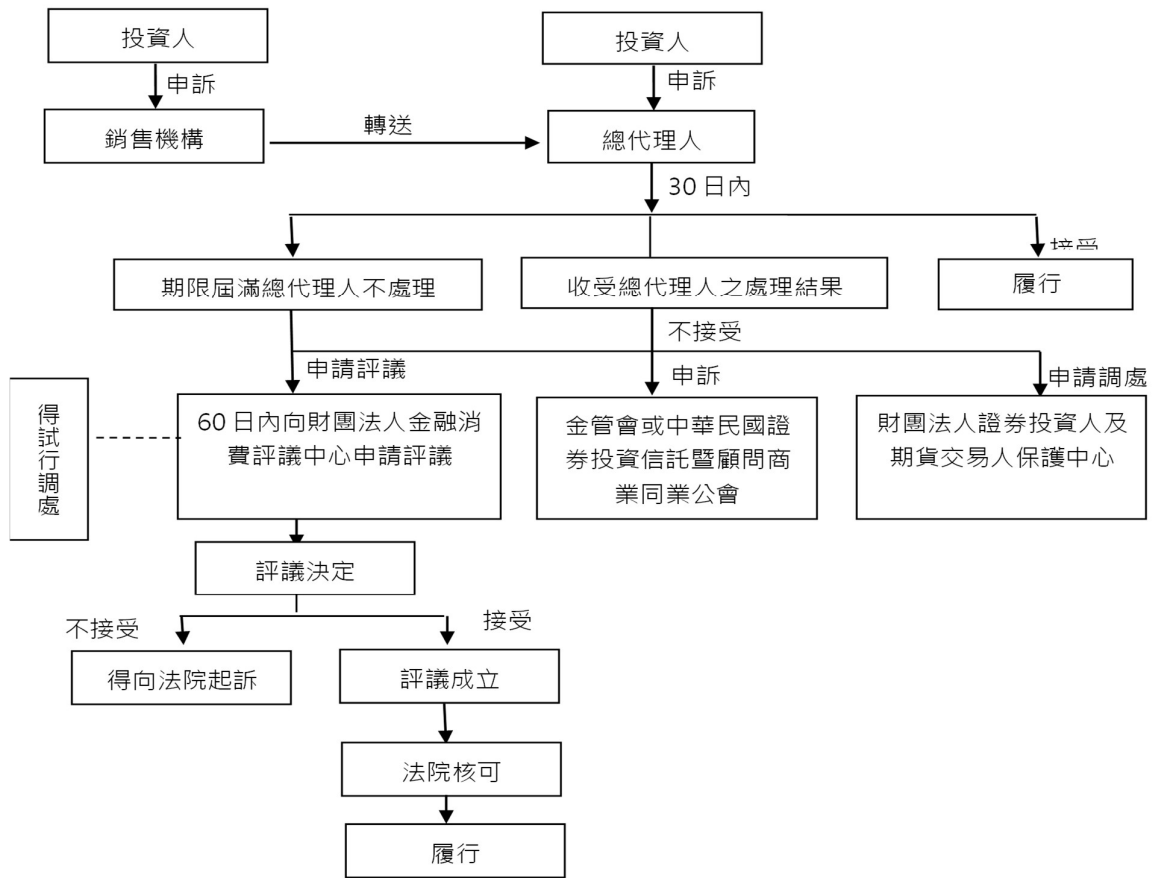 投資人
投資人
申訴
申訴
銷售機構
轉送
總代理人
30 日內
接受
期限屆滿總代理人不處理
收受總代理人之處理結果
履行
不接受
申請評議
申訴
申請調處
得試行調處
60 日內向財團法人金融消
費評議中心申請評議
金管會或中華民國證
券投資信託暨顧問商
業同業公會
財團法人證券投資人及
期貨交易人保護中心
評議決定
不接受
接受
得向法院起訴
評議成立
法院核可
履行